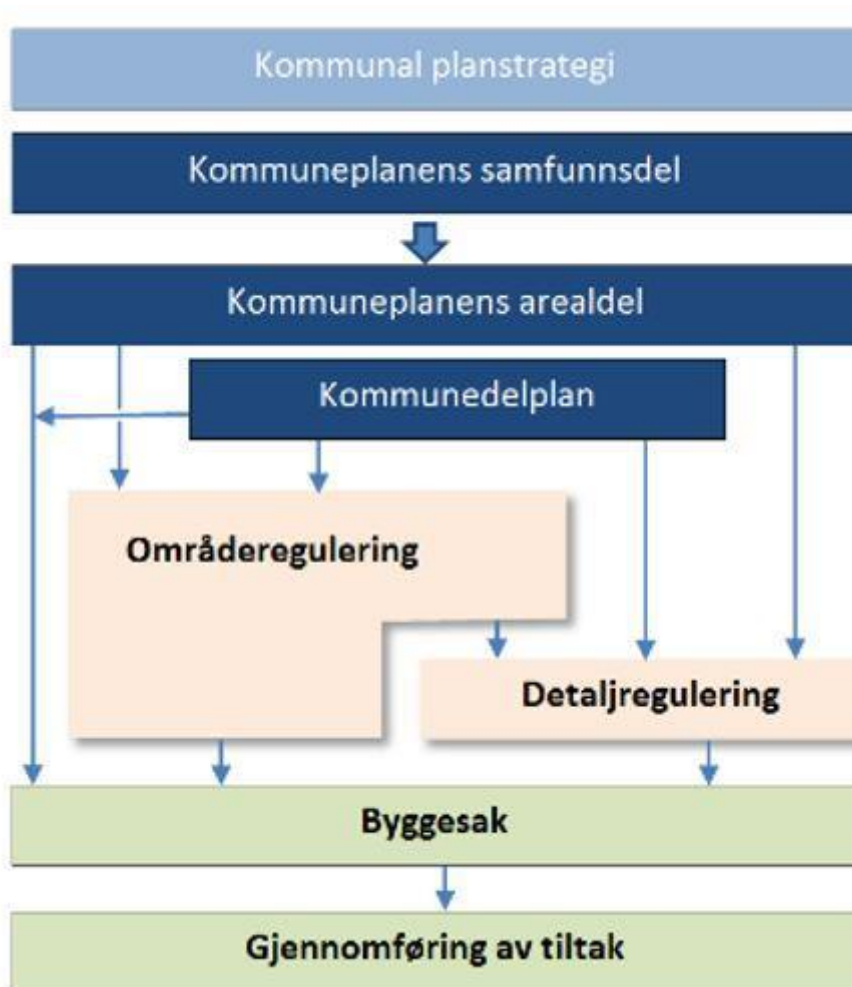 Kommunal planstrategi
Kommuneplanens samfunnsdel
Kommuneplanens arealdel
Kommunedelplan
Områderegulering
Detaljregulering
Byggesak
Gjennomføring av tiltak